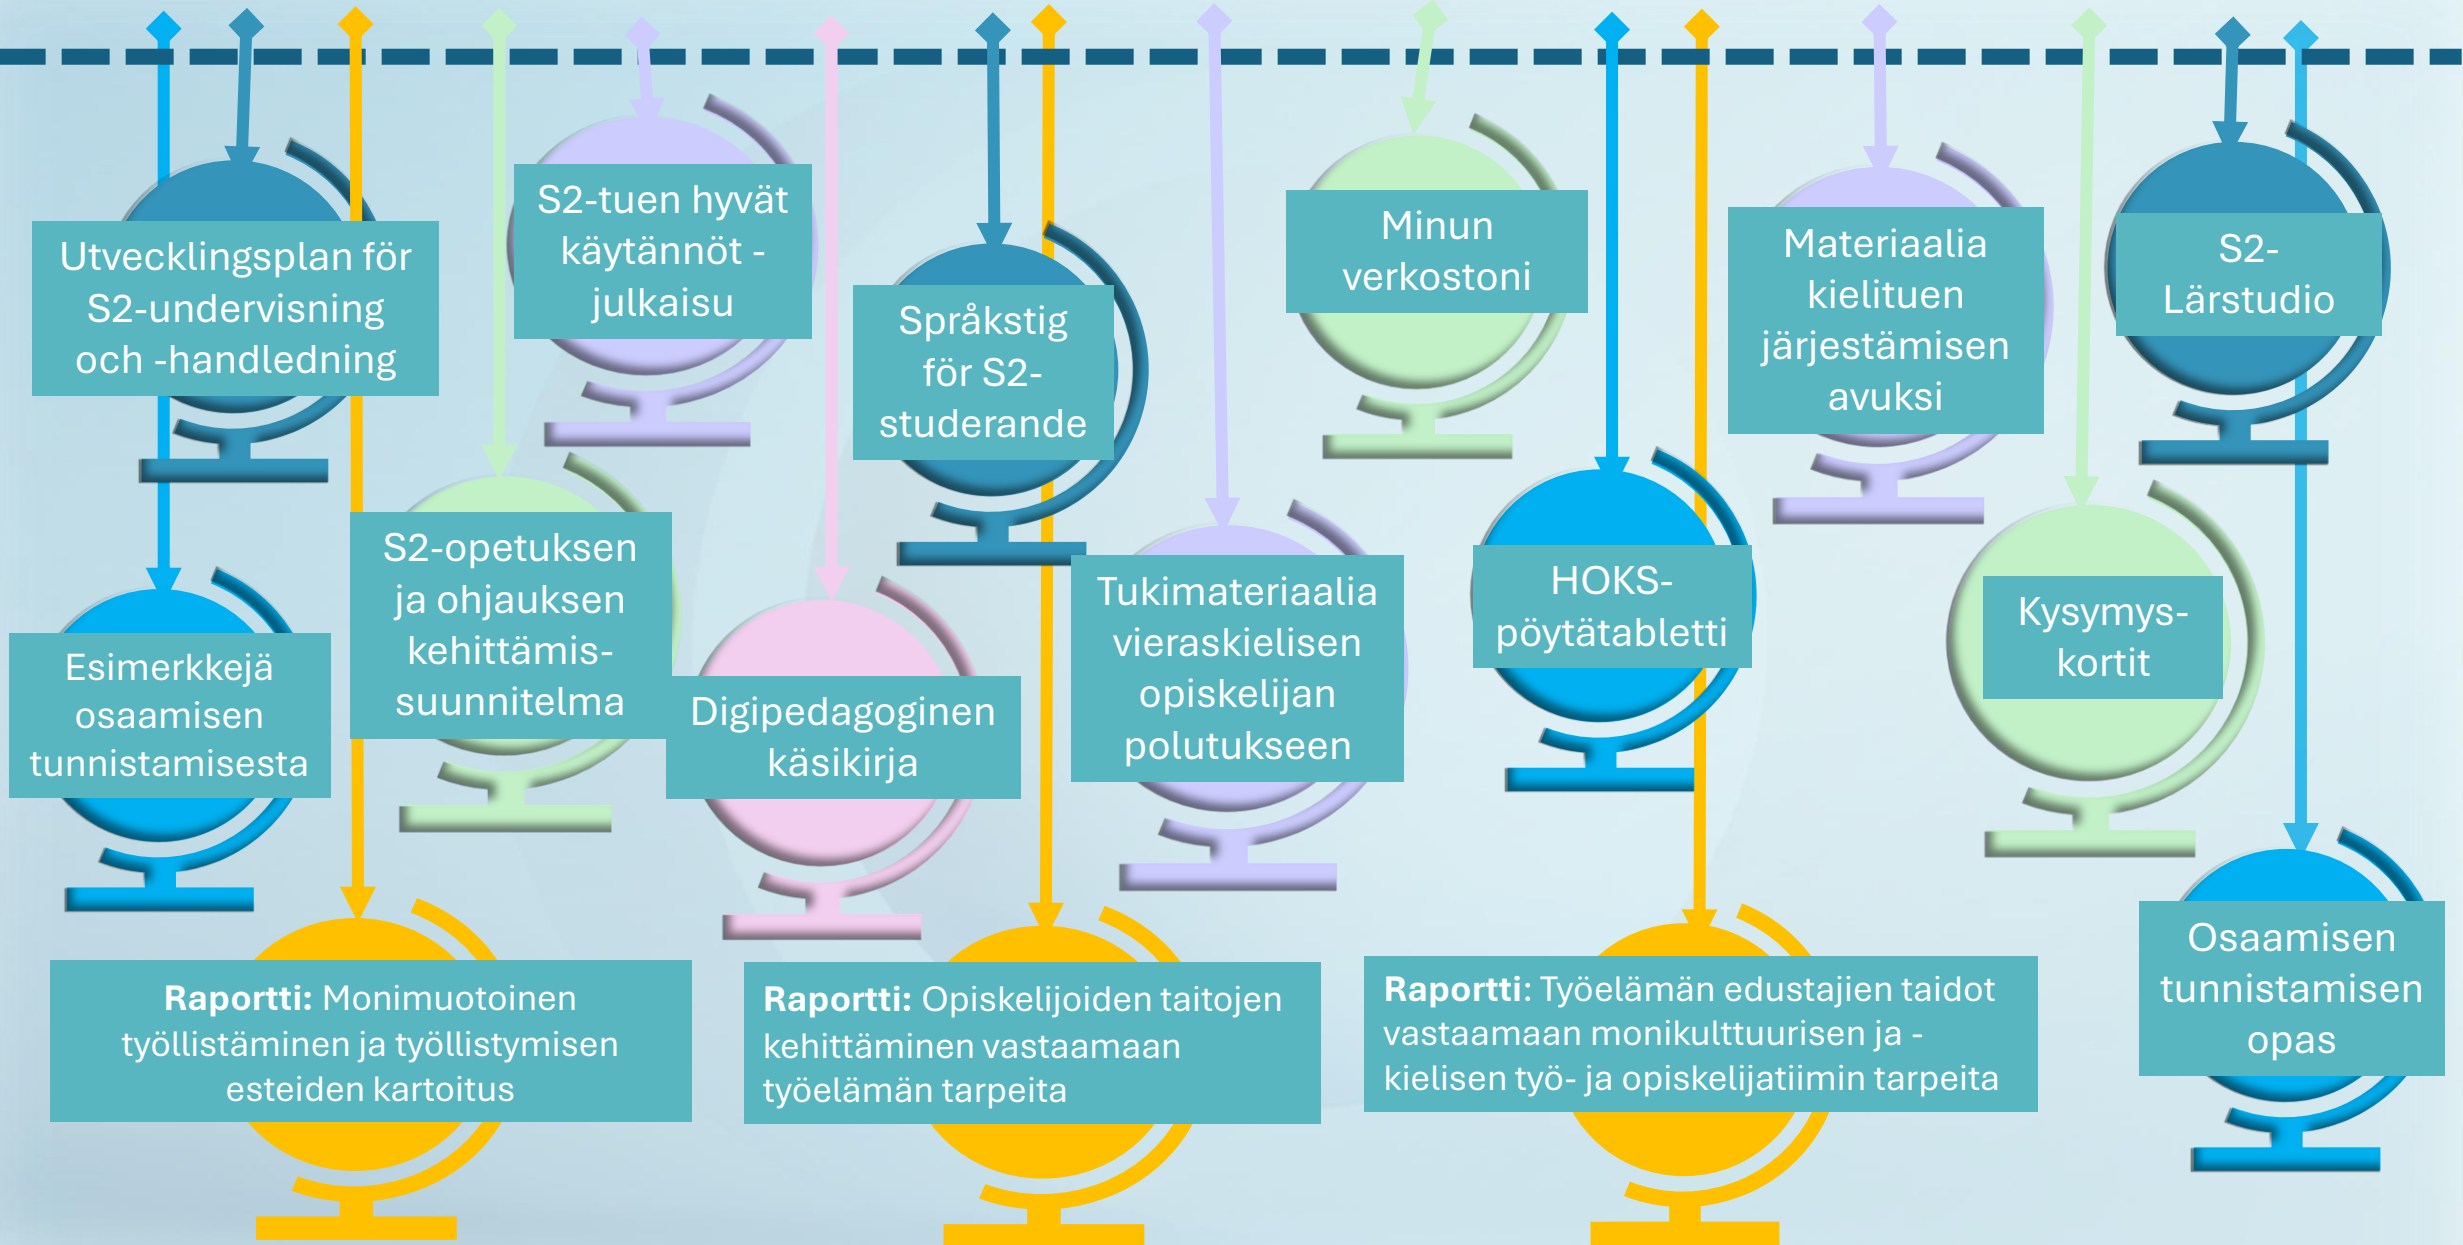 Utvecklingsplan för
S2-undervisning
och -handledning
S2-tuen hyvät
käytännöt -
julkaisu
Språkstig
för S2-
studerande
Minun
verkostoni
Materiaalia
kielituen
järjestämisen
avuksi
S2-
Lärstudio
Esimerkkejä
osaamisen
tunnistamisesta
S2-opetuksen
ja ohjauksen
kehittämis-
suunnitelma
Digipedagoginen
käsikirja
Tukimateriaalia
vieraskielisen
opiskelijan
polutukseen
HOKS-
pöytätabletti
Kysymys-
kortit
Raportti: Monimuotoinen
työllistäminen ja työllistymisen
esteiden kartoitus
Raportti: Opiskelijoiden taitojen
kehittäminen vastaamaan
työelämän tarpeita
Raportti: Työelämän edustajien taidot
vastaamaan monikulttuurisen ja -
kielisen työ- ja opiskelijatiimin tarpeita
Osaamisen
tunnistamisen
opas